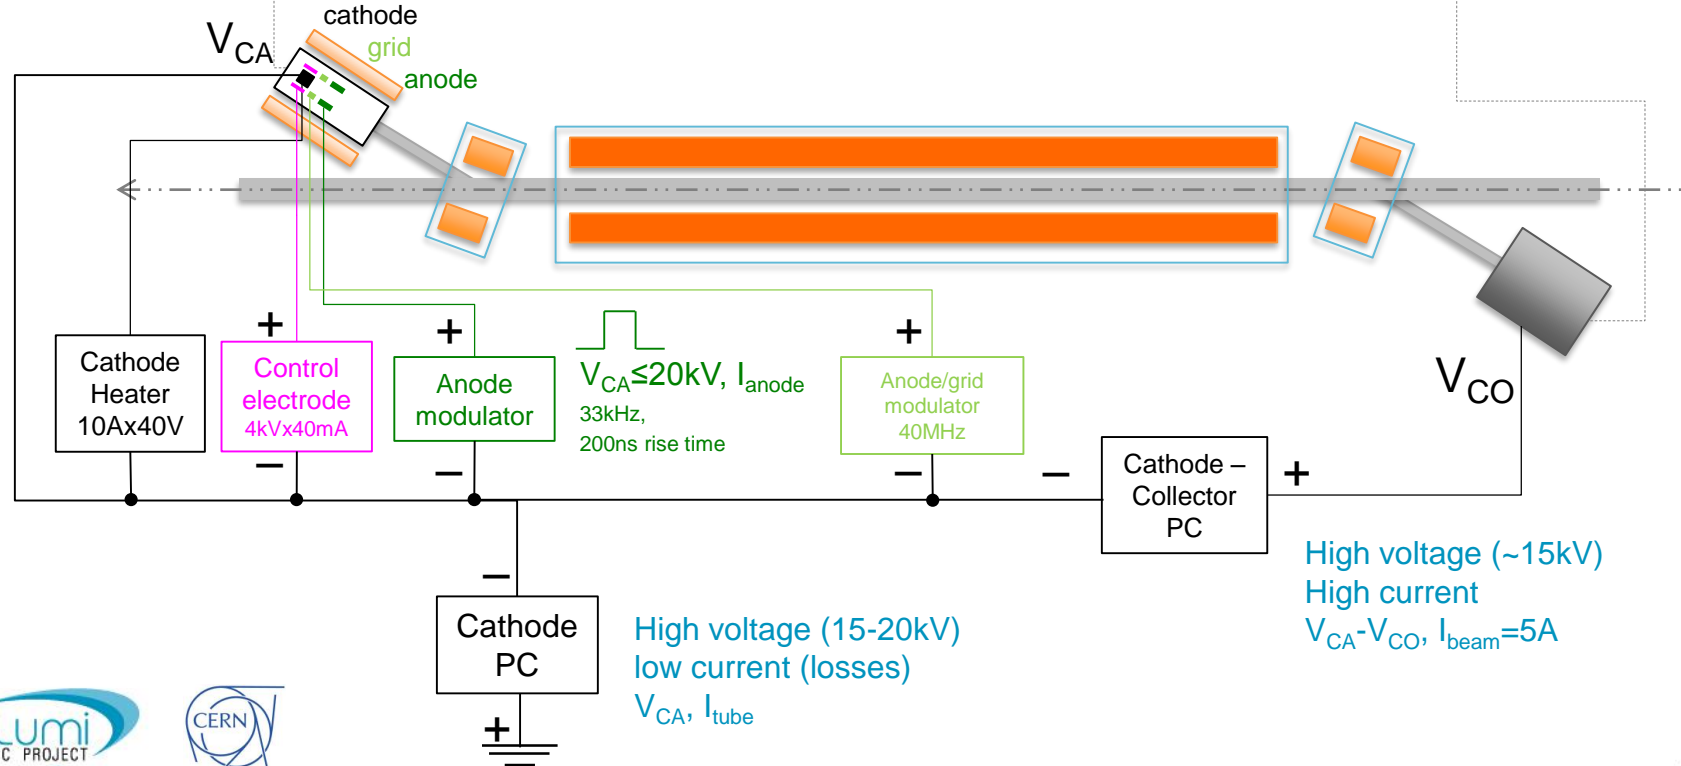 cathode
V_CA
grid
anode
+
+
+
Cathode
Heater
10Ax40V
Control
electrode
4kVx40mA
Anode
modulator
V_CA≤20kV, I_anode
33kHz,
200ns rise time
Anode/grid
modulator
40MHz
V_CO
−
−
−
−
Cathode –
Collector
PC
+
High voltage (~15kV)
High current
V_CA-V_CO, I_beam=5A
−
Cathode
PC
+
High voltage (15-20kV)
low current (losses)
V_CA, I_tube
LUMI
C PROJECT
CERN